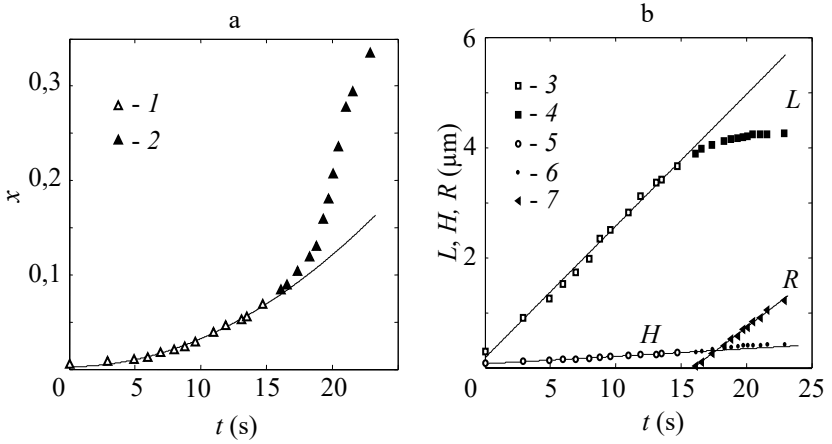 a
0,3
0,2
0,1
x
0 5 10 15 20
t (s)
- 1
- 2
b
6
4
2
L, H, R (μm)
0 5 10 15 20 25
t (s)
- 3
- 4
- 5
- 6
- 7
L
R
H